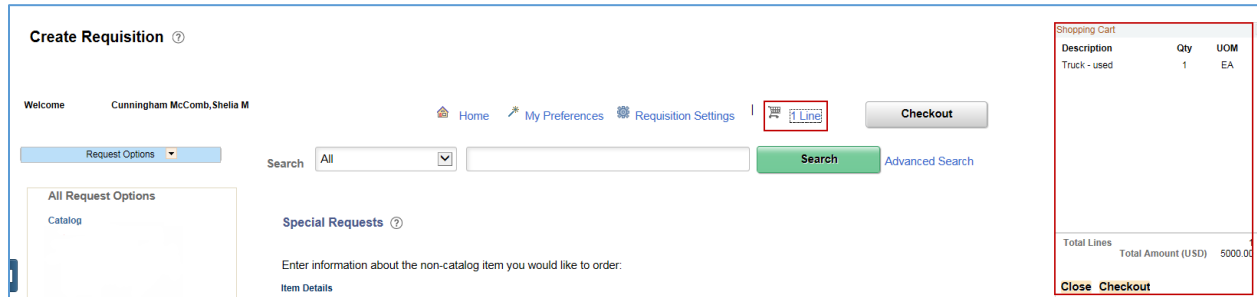 Create Requisition
Welcome Cunningham McComb,Shelia M
Home My Preferences Requisition Settings | 1 Line Checkout
Request Options
Search All Search Advanced Search
All Request Options
Catalog
Special Requests
Enter information about the non-catalog item you would like to order:
Item Details
Shopping Cart
Description Qty UOM
Truck - used 1 EA
Total Lines 1
Total Amount (USD) 5000.00
Close Checkout